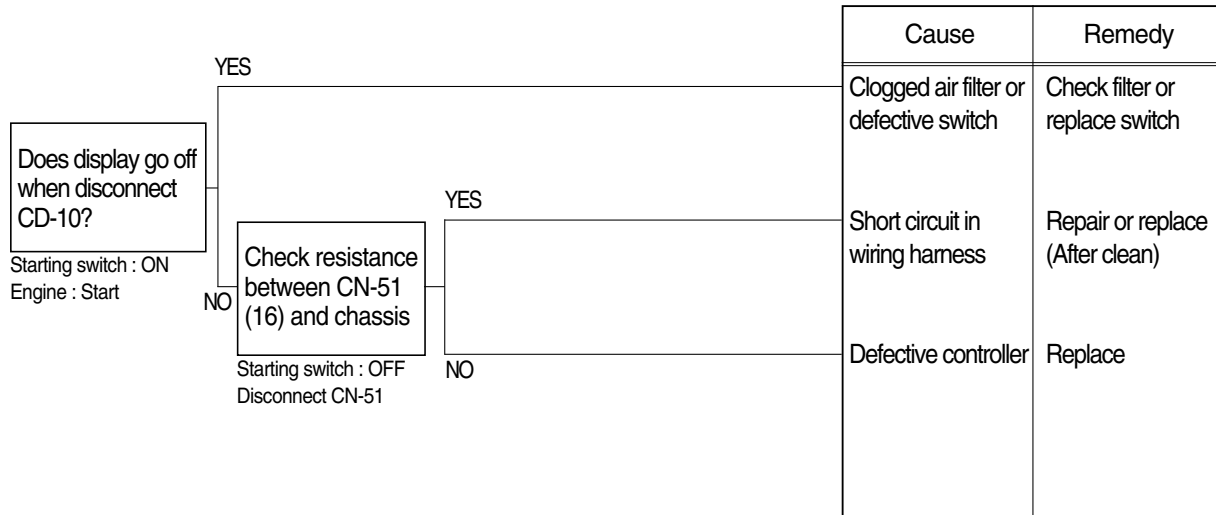 Cause
Remedy
YES
Clogged air filter or
defective switch
Check filter or
replace switch
Does display go off
when disconnect
CD-10?
Starting switch : ON
Engine : Start
YES
Short circuit in
wiring harness
Repair or replace
(After clean)
NO
Check resistance
between CN-51
(16) and chassis
Starting switch : OFF
Disconnect CN-51
NO
Defective controller
Replace